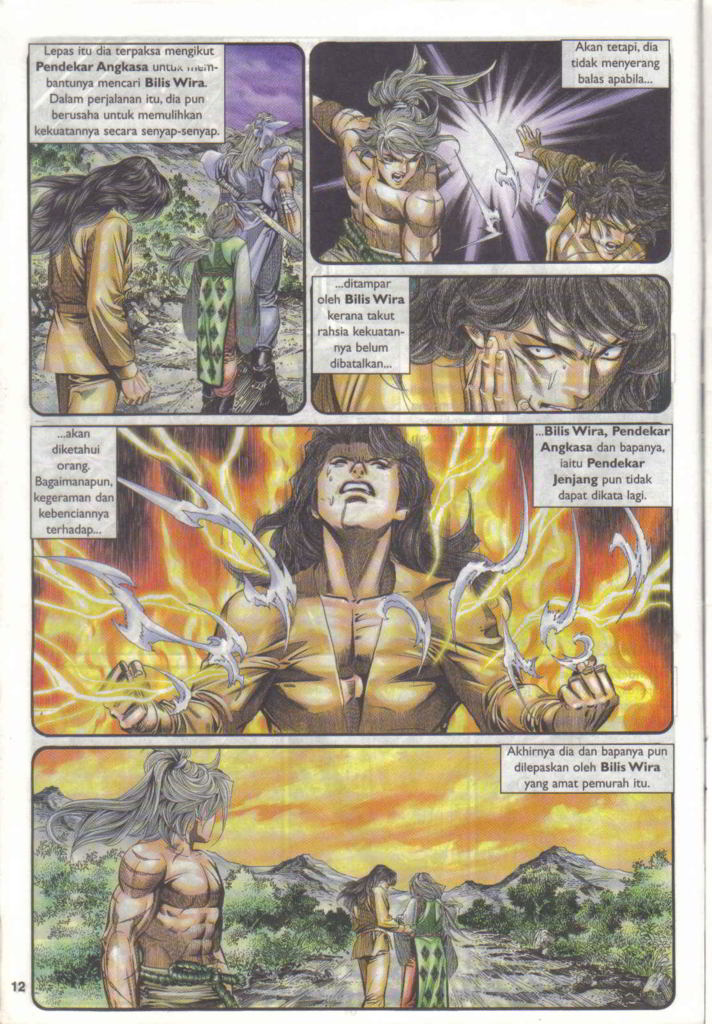 Lepas itu dia terpaksa mengikut
Pendekar Angkasa untuk mem-
bantunya mencari Bilis Wira.
Dalam perjalanan itu, dia pun
berusaha untuk memulihkan
kekuatannya secara senyap-senyap.
Akan tetapi, dia
tidak menyerang
balas apabila...
...ditampar
oleh Bilis Wira
kerana takut
rahsia kekuatan-
nya belum
dibatalkan...
...akan
diketahui
orang.
Bagaimanapun,
kegeraman dan
kebenciannya
terhadap...
...Bilis Wira, Pendekar
Angkasa dan bapanya,
iaitu Pendekar
Jenjang pun tidak
dapat dikata lagi.
Akhirnya dia dan bapanya pun
dilepaskan oleh Bilis Wira
yang amat pemurah itu.
12